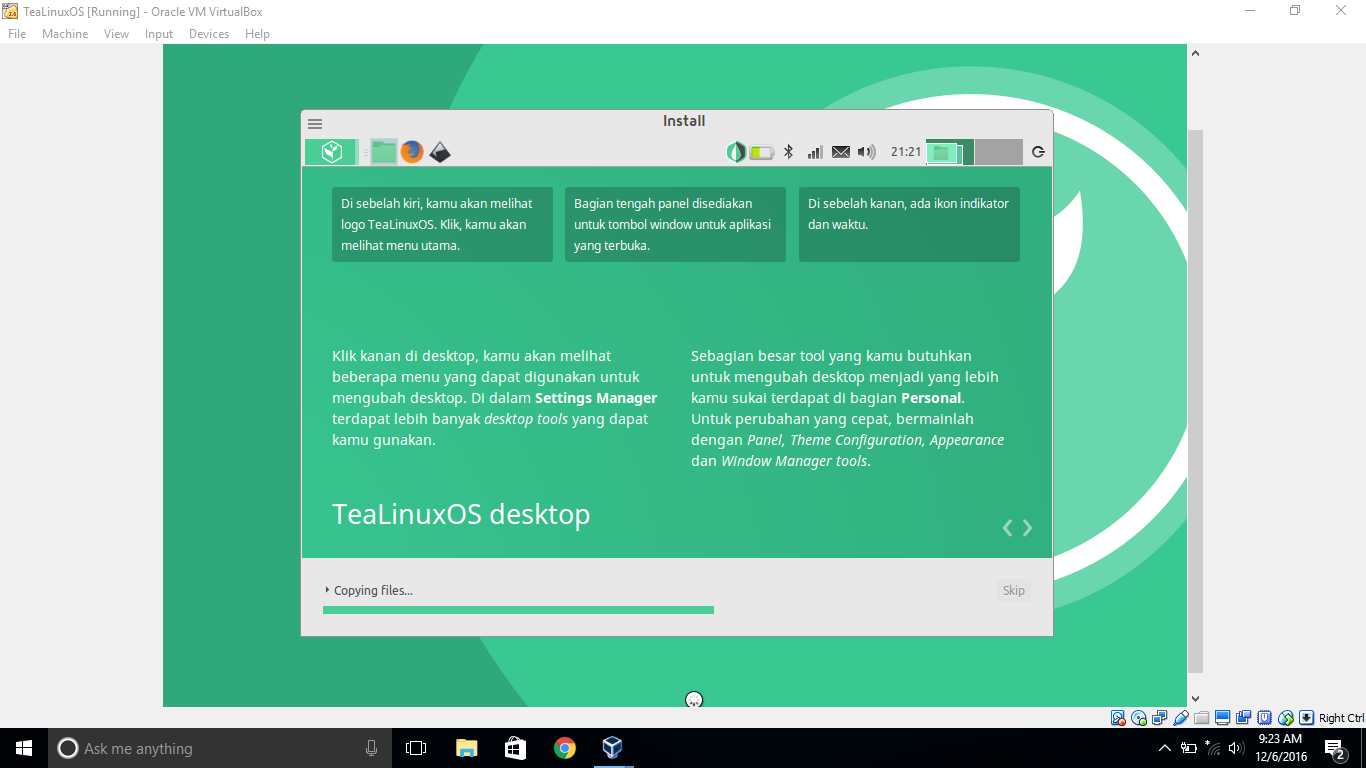 TeaLinuxOS [Running] - Oracle VM VirtualBox
File Machine View Input Devices Help
Install
21:21
Di sebelah kiri, kamu akan melihat
logo TeaLinuxOS. Klik, kamu akan
melihat menu utama.
Bagian tengah panel disediakan
untuk tombol window untuk aplikasi
yang terbuka.
Di sebelah kanan, ada ikon indikator
dan waktu.
Klik kanan di desktop, kamu akan melihat
beberapa menu yang dapat digunakan untuk
mengubah desktop. Di dalam Settings Manager
terdapat lebih banyak desktop tools yang dapat
kamu gunakan.
Sebagian besar tool yang kamu butuhkan
untuk mengubah desktop menjadi yang lebih
kamu sukai terdapat di bagian Personal.
Untuk perubahan yang cepat, bermainlah
dengan Panel, Theme Configuration, Appearance
dan Window Manager tools.
TeaLinuxOS desktop
Copying files...
Skip
Right Ctrl
Ask me anything
9:23 AM
12/6/2016
2